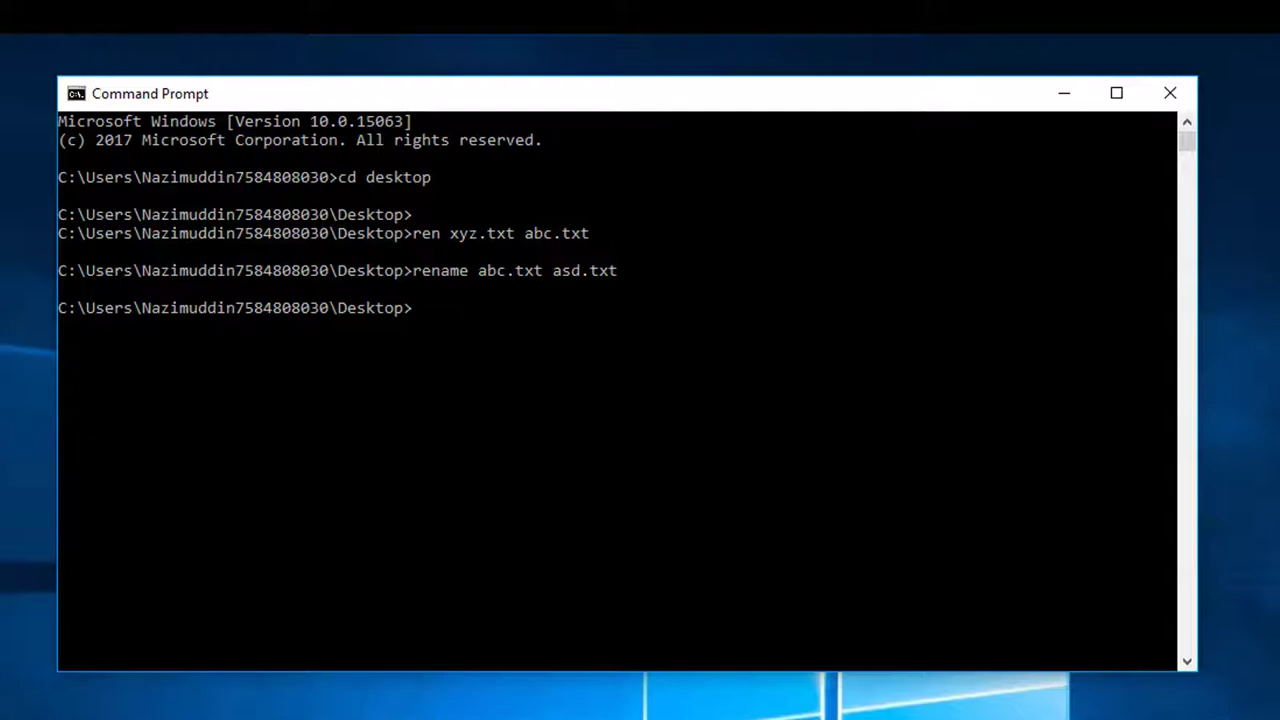 Command Prompt
Microsoft Windows [Version 10.0.15063]
(c) 2017 Microsoft Corporation. All rights reserved.
C:\Users\Nazimuddin7584808030>cd desktop
C:\Users\Nazimuddin7584808030\Desktop>
C:\Users\Nazimuddin7584808030\Desktop>ren xyz.txt abc.txt
C:\Users\Nazimuddin7584808030\Desktop>rename abc.txt asd.txt
C:\Users\Nazimuddin7584808030\Desktop>